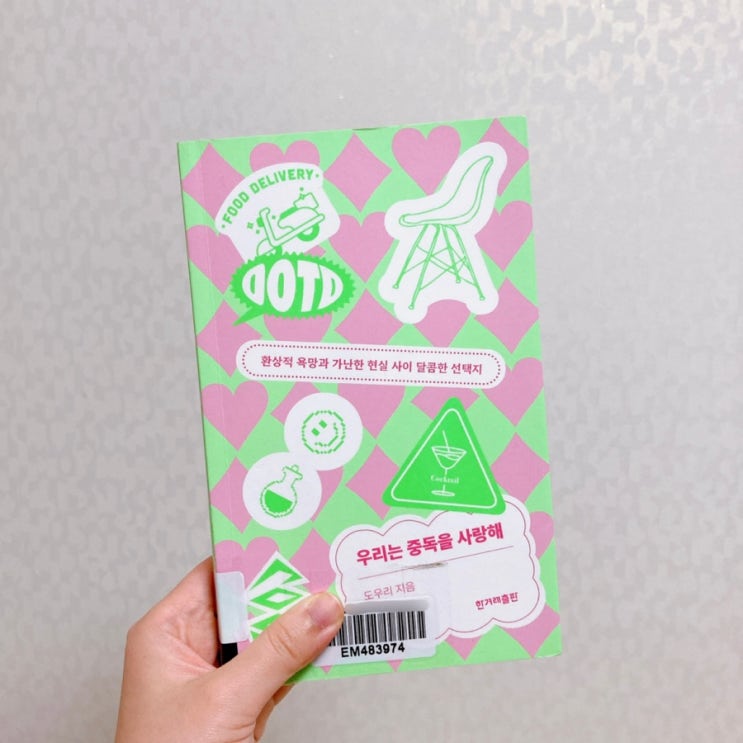 FOOD DELIVERY
OOTD
환상적 욕망과 가난한 현실 사이 달콤한 선택지
Cocktail
우리는 중독을 사랑해
도우리 지음
한겨레출판
EM483974